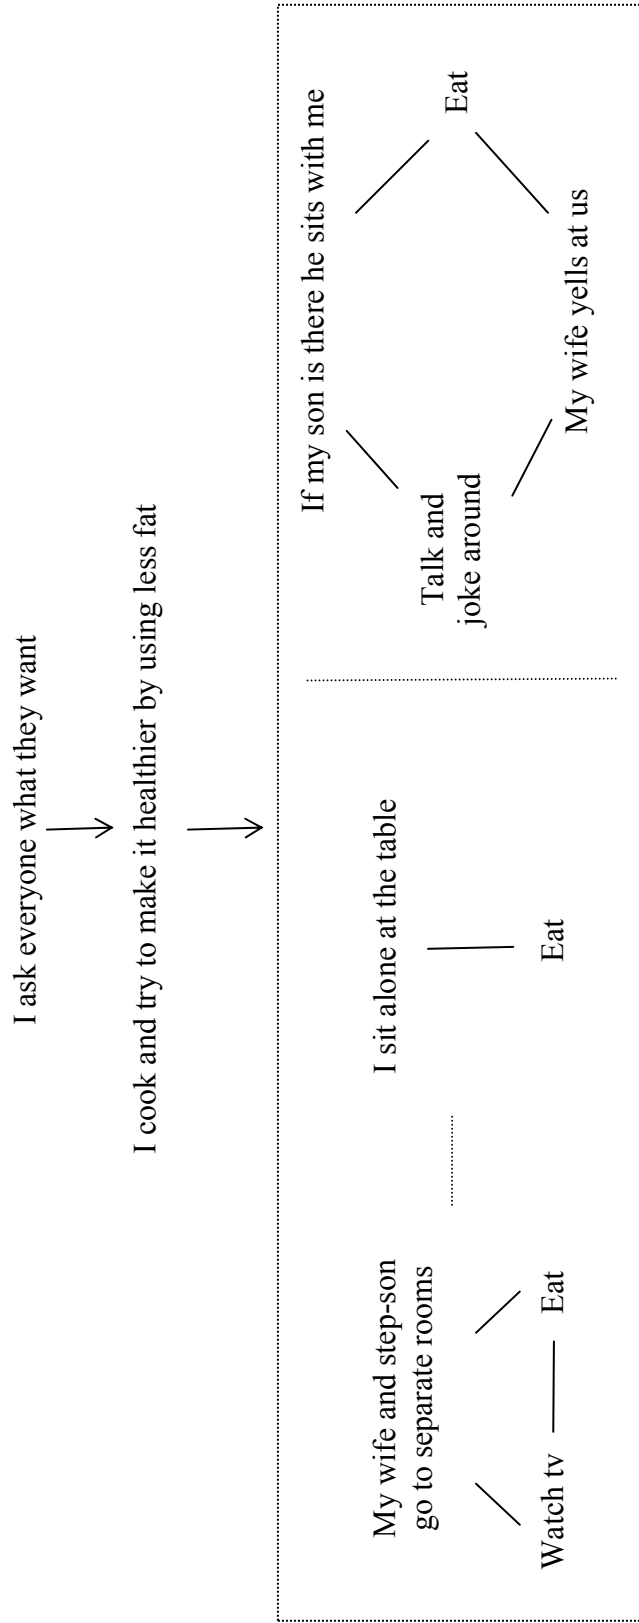 I ask everyone what they want
I cook and try to make it healthier by using less fat
My wife and step-son
go to separate rooms
Watch tv
Eat
I sit alone at the table
Eat
If my son is there he sits with me
Talk and
joke around
Eat
My wife yells at us